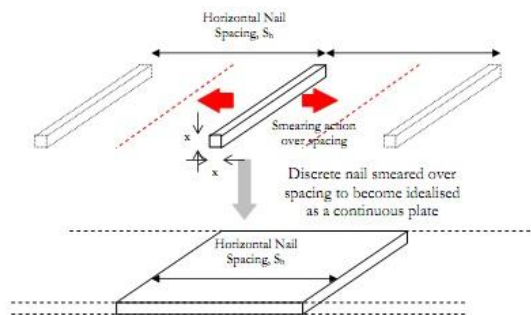 Horizontal Nail
Spacing, Sh
Smearing action
over spacing
x
x
Discrete nail smeared over
spacing to become idealised
as a continuous plate
Horizontal Nail
Spacing, Sh